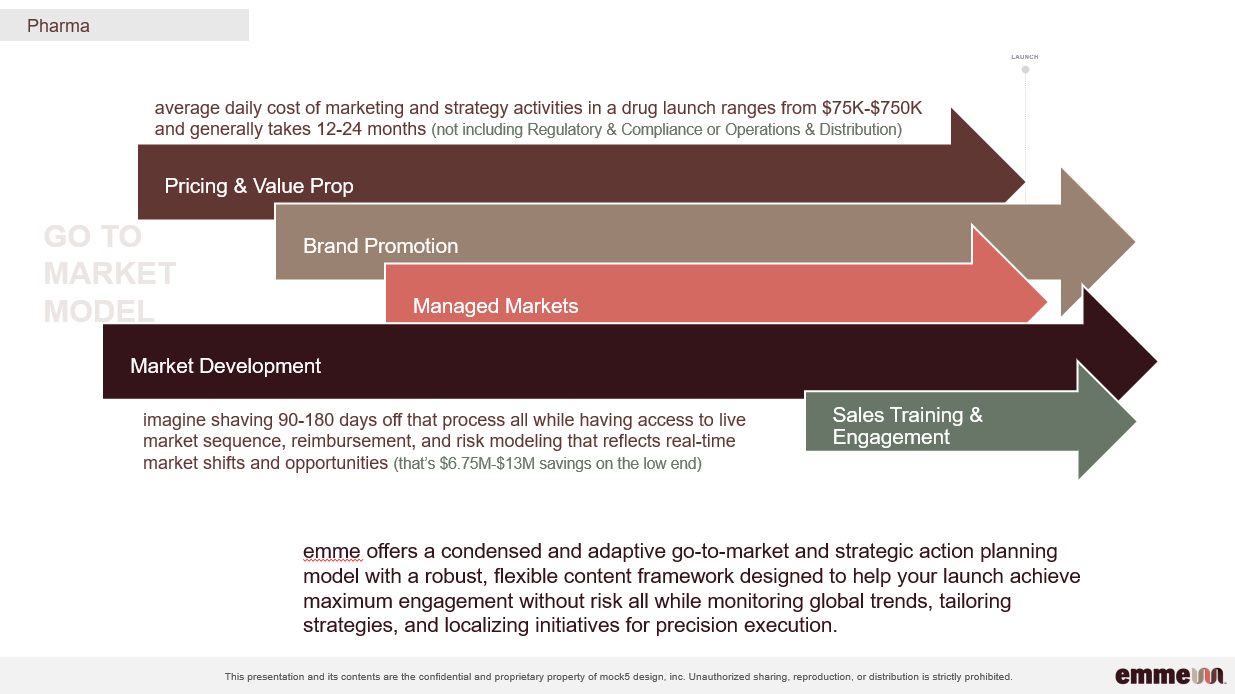 Pharma
LAUNCH
average daily cost of marketing and strategy activities in a drug launch ranges from $75K-$750K
and generally takes 12-24 months (not including Regulatory & Compliance or Operations & Distribution)
Pricing & Value Prop
GO TO
MARKET
MODEL
Brand Promotion
Managed Markets
Market Development
imagine shaving 90-180 days off that process all while having access to live
market sequence, reimbursement, and risk modeling that reflects real-time
market shifts and opportunities (that’s $6.75M-$13M savings on the low end)
Sales Training &
Engagement
emme offers a condensed and adaptive go-to-market and strategic action planning
model with a robust, flexible content framework designed to help your launch achieve
maximum engagement without risk all while monitoring global trends, tailoring
strategies, and localizing initiatives for precision execution.
This presentation and its contents are the confidential and proprietary property of mock5 design, inc. Unauthorized sharing, reproduction, or distribution is strictly prohibited.
emme